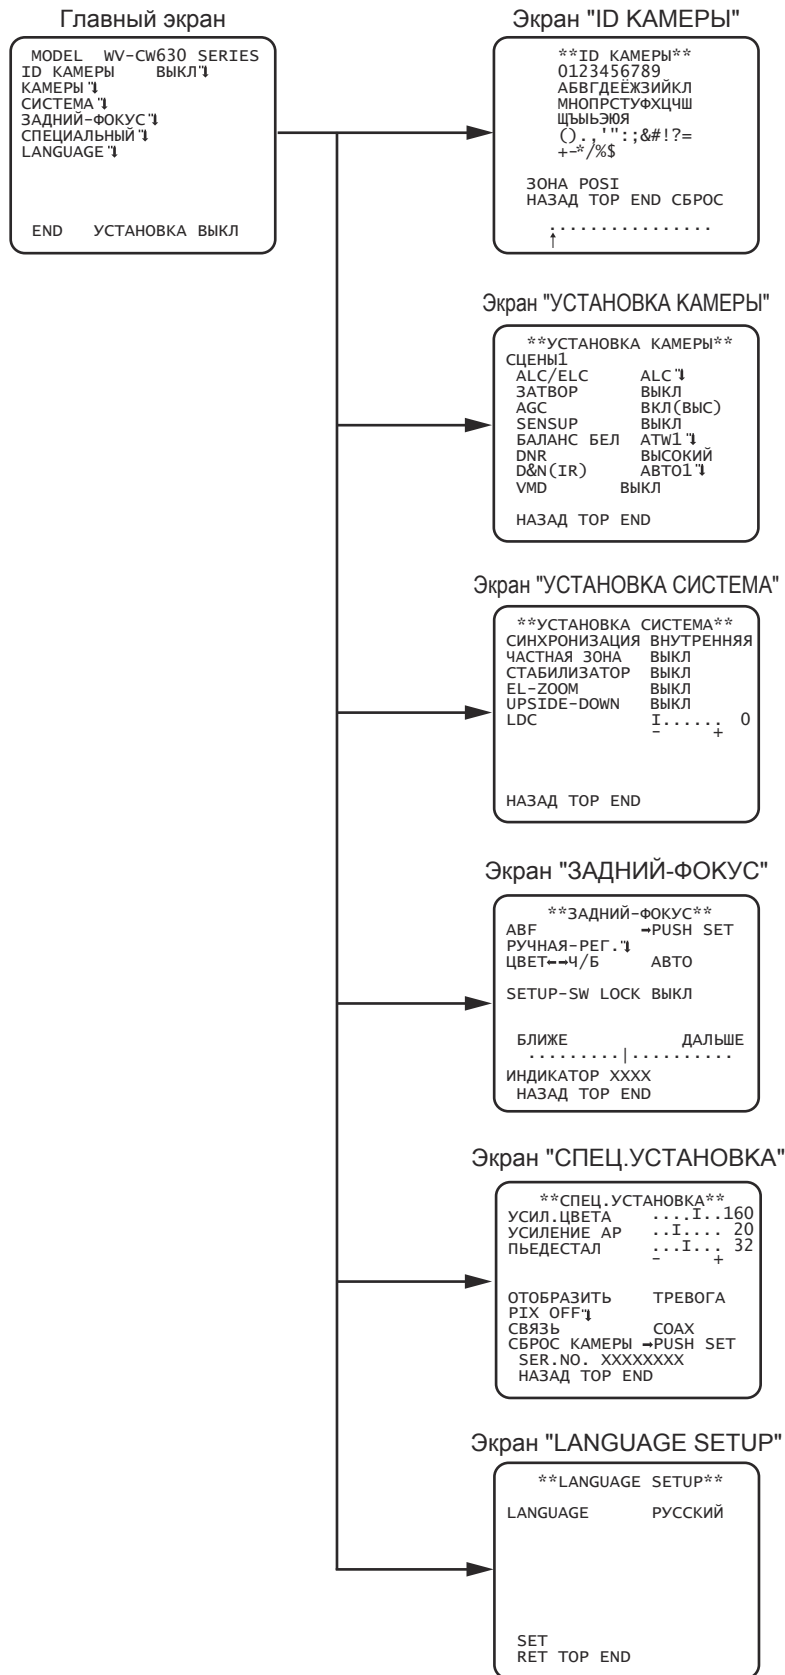 Главный экран
MODEL WV-CW630 SERIES
ID КАМЕРЫ ВЫКЛ
КАМЕРЫ
СИСТЕМА
ЗАДНИЙ-ФОКУС
СПЕЦИАЛЬНЫЙ
LANGUAGE
END УСТАНОВКА ВЫКЛ
Экран "ID КАМЕРЫ"
**ID КАМЕРЫ**
0123456789
АБВГДЕЁЖЗИЙКЛ
МНОПРСТУФХЦЧШ
ЩЪЫЬЭЮЯ
().,'":;&#!?=
+-*/%$
ЗОНА POSI
НАЗАД TOP END СБРОС
................
↑
Экран "УСТАНОВКА КАМЕРЫ"
**УСТАНОВКА КАМЕРЫ**
СЦЕНЫ1
ALC/ELC ALC
ЗАТВОР ВЫКЛ
AGC ВКЛ(ВЫС)
SENSUP ВЫКЛ
БАЛАНС БЕЛ ATW1
DNR ВЫСОКИЙ
D&N(IR) АВТО1
VMD ВЫКЛ
НАЗАД TOP END
Экран "УСТАНОВКА СИСТЕМА"
**УСТАНОВКА СИСТЕМА**
СИНХРОНИЗАЦИЯ ВНУТРЕННЯЯ
ЧАСТНАЯ ЗОНА ВЫКЛ
СТАБИЛИЗАТОР ВЫКЛ
EL-ZOOM ВЫКЛ
UPSIDE-DOWN ВЫКЛ
LDC I...... 0
- +
НАЗАД TOP END
Экран "ЗАДНИЙ-ФОКУС"
**ЗАДНИЙ-ФОКУС**
ABF →PUSH SET
РУЧНАЯ-РЕГ.
ЦВЕТ←→Ч/Б АВТО
SETUP-SW LOCK ВЫКЛ
БЛИЖЕ ДАЛЬШЕ
.........|..........
ИНДИКАТОР XXXX
НАЗАД TOP END
Экран "СПЕЦ.УСТАНОВКА"
**СПЕЦ.УСТАНОВКА**
УСИЛ.ЦВЕТА ....I..160
УСИЛЕНИЕ АР ..I.... 20
ПЬЕДЕСТАЛ ...I... 32
- +
ОТОБРАЗИТЬ ТРЕВОГА
PIX OFF
СВЯЗЬ COAX
СБРОС КАМЕРЫ →PUSH SET
SER.NO. XXXXXXXX
НАЗАД TOP END
Экран "LANGUAGE SETUP"
**LANGUAGE SETUP**
LANGUAGE РУССКИЙ
SET
RET TOP END